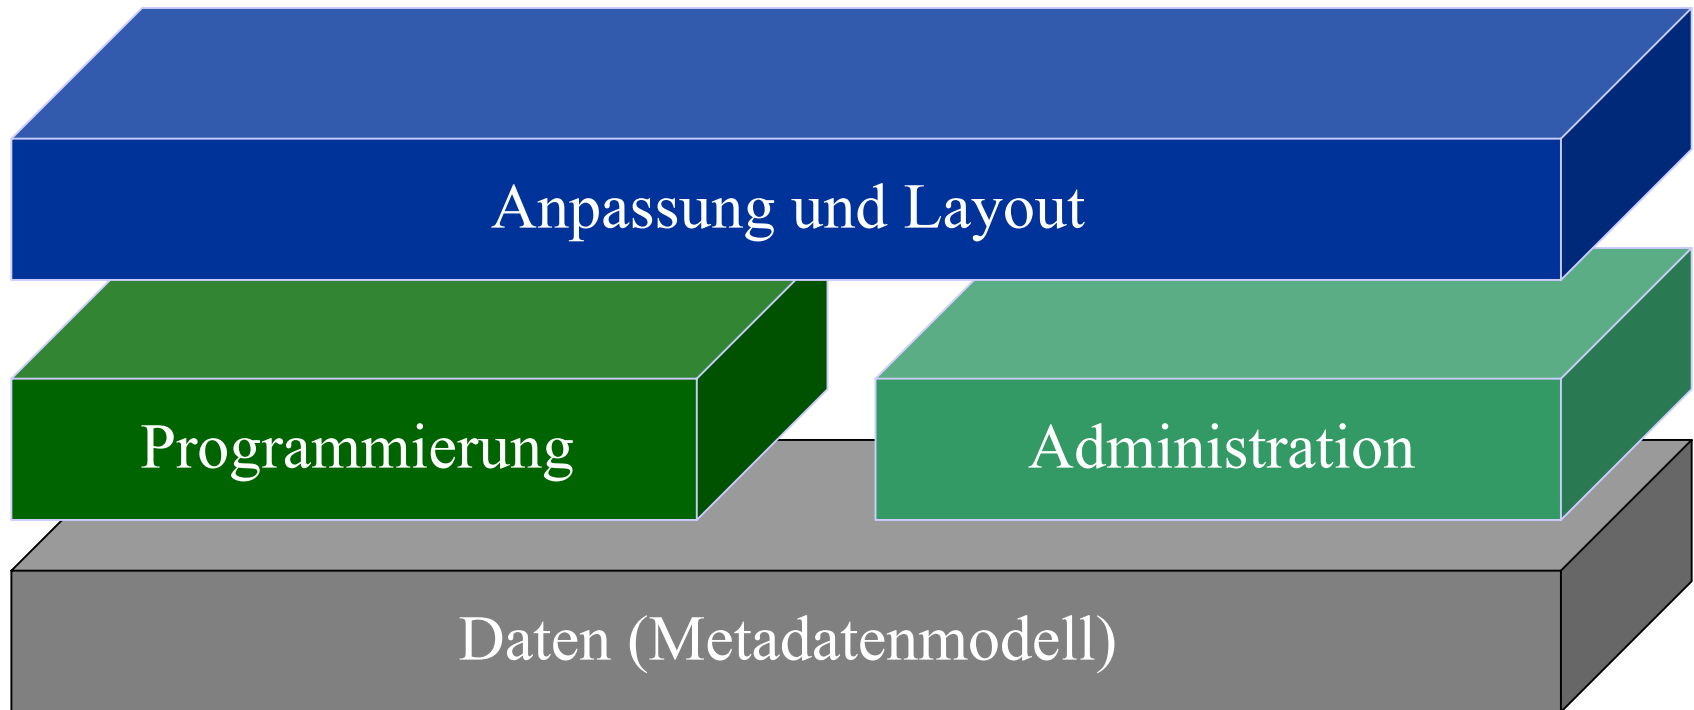 Anpassung und Layout
Programmierung
Administration
Daten (Metadatenmodell)